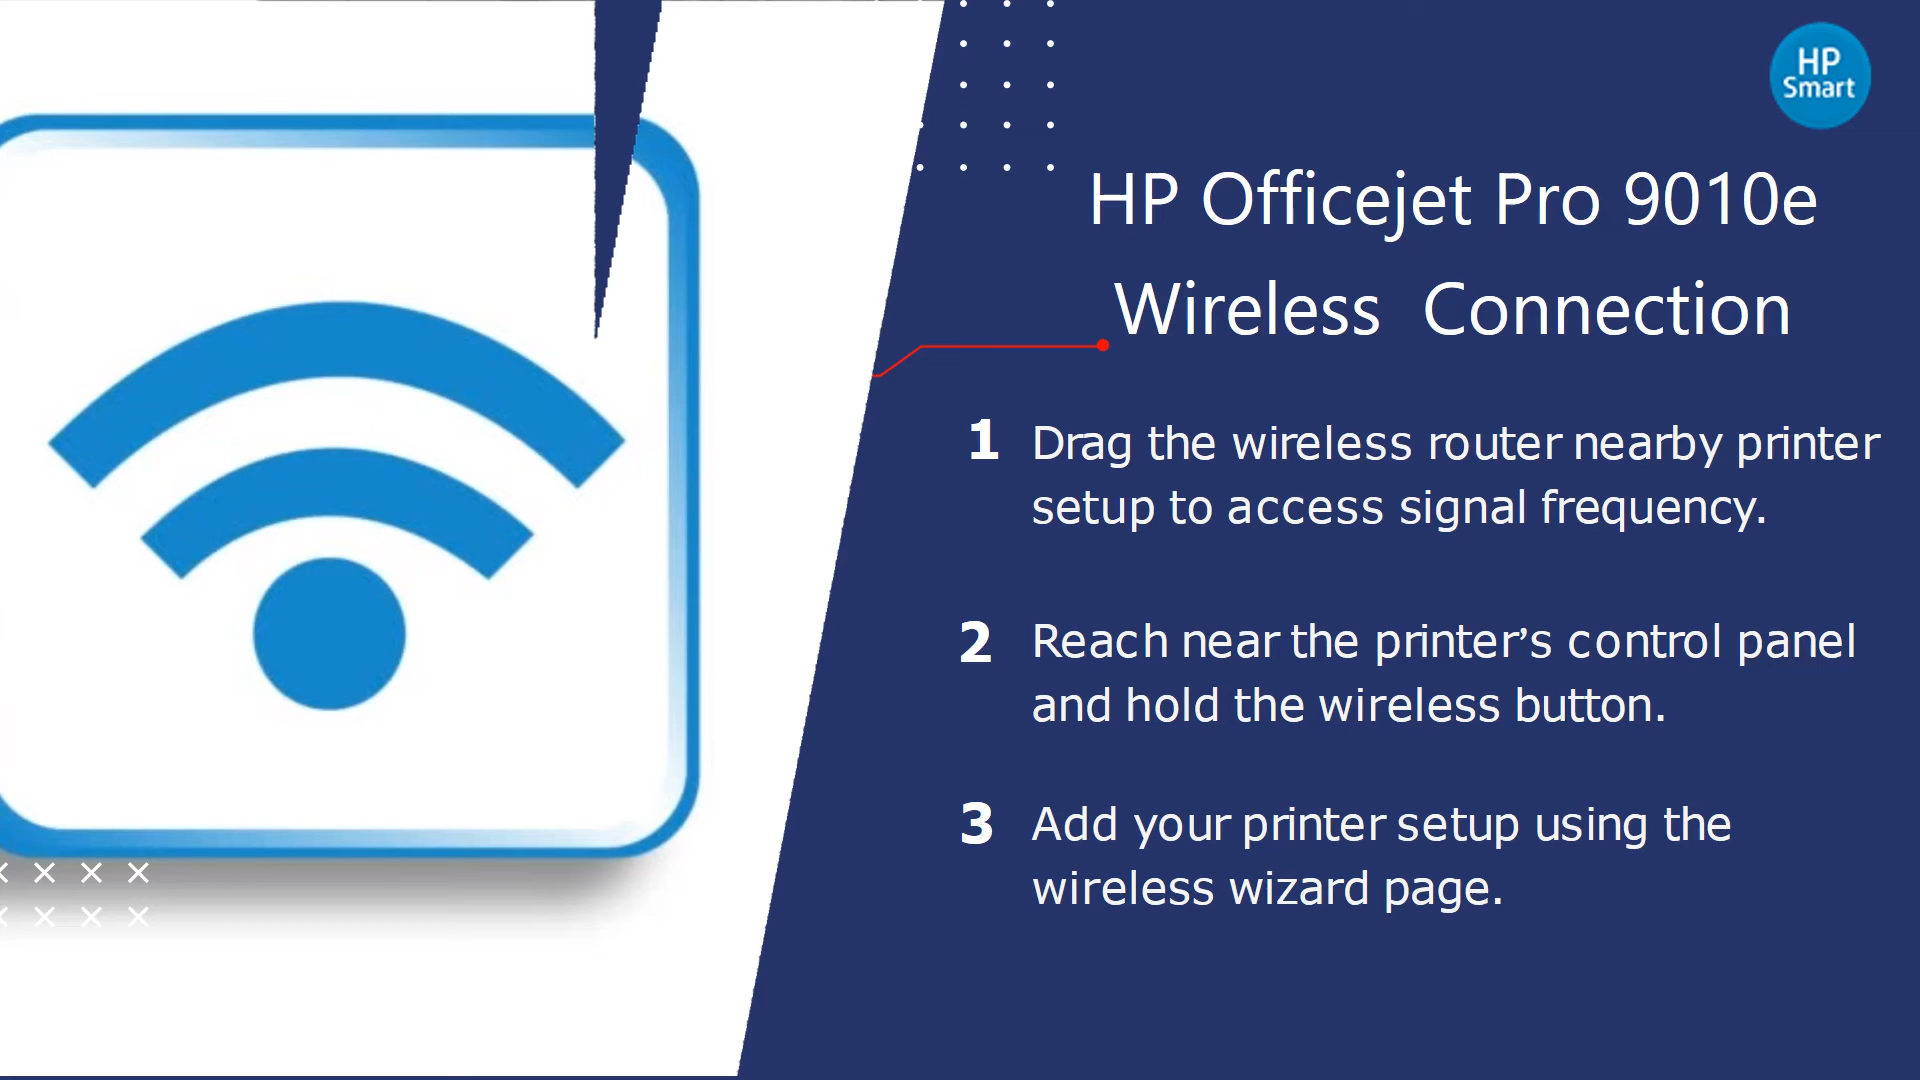 HP
Smart
HP Officejet Pro 9010e
Wireless Connection
1 Drag the wireless router nearby printer
setup to access signal frequency.
2 Reach near the printer’s control panel
and hold the wireless button.
3 Add your printer setup using the
wireless wizard page.